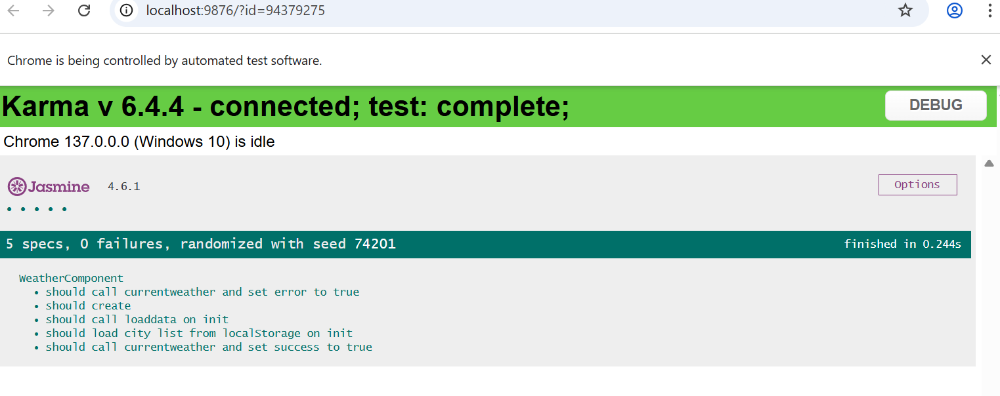 localhost:9876/?id=94379275
Chrome is being controlled by automated test software.
Karma v 6.4.4 - connected; test: complete;
DEBUG
Chrome 137.0.0.0 (Windows 10) is idle
Jasmine 4.6.1
Options
5 specs, 0 failures, randomized with seed 74201
finished in 0.244s
WeatherComponent
• should call currentweather and set error to true
• should create
• should call loaddata on init
• should load city list from localStorage on init
• should call currentweather and set success to true